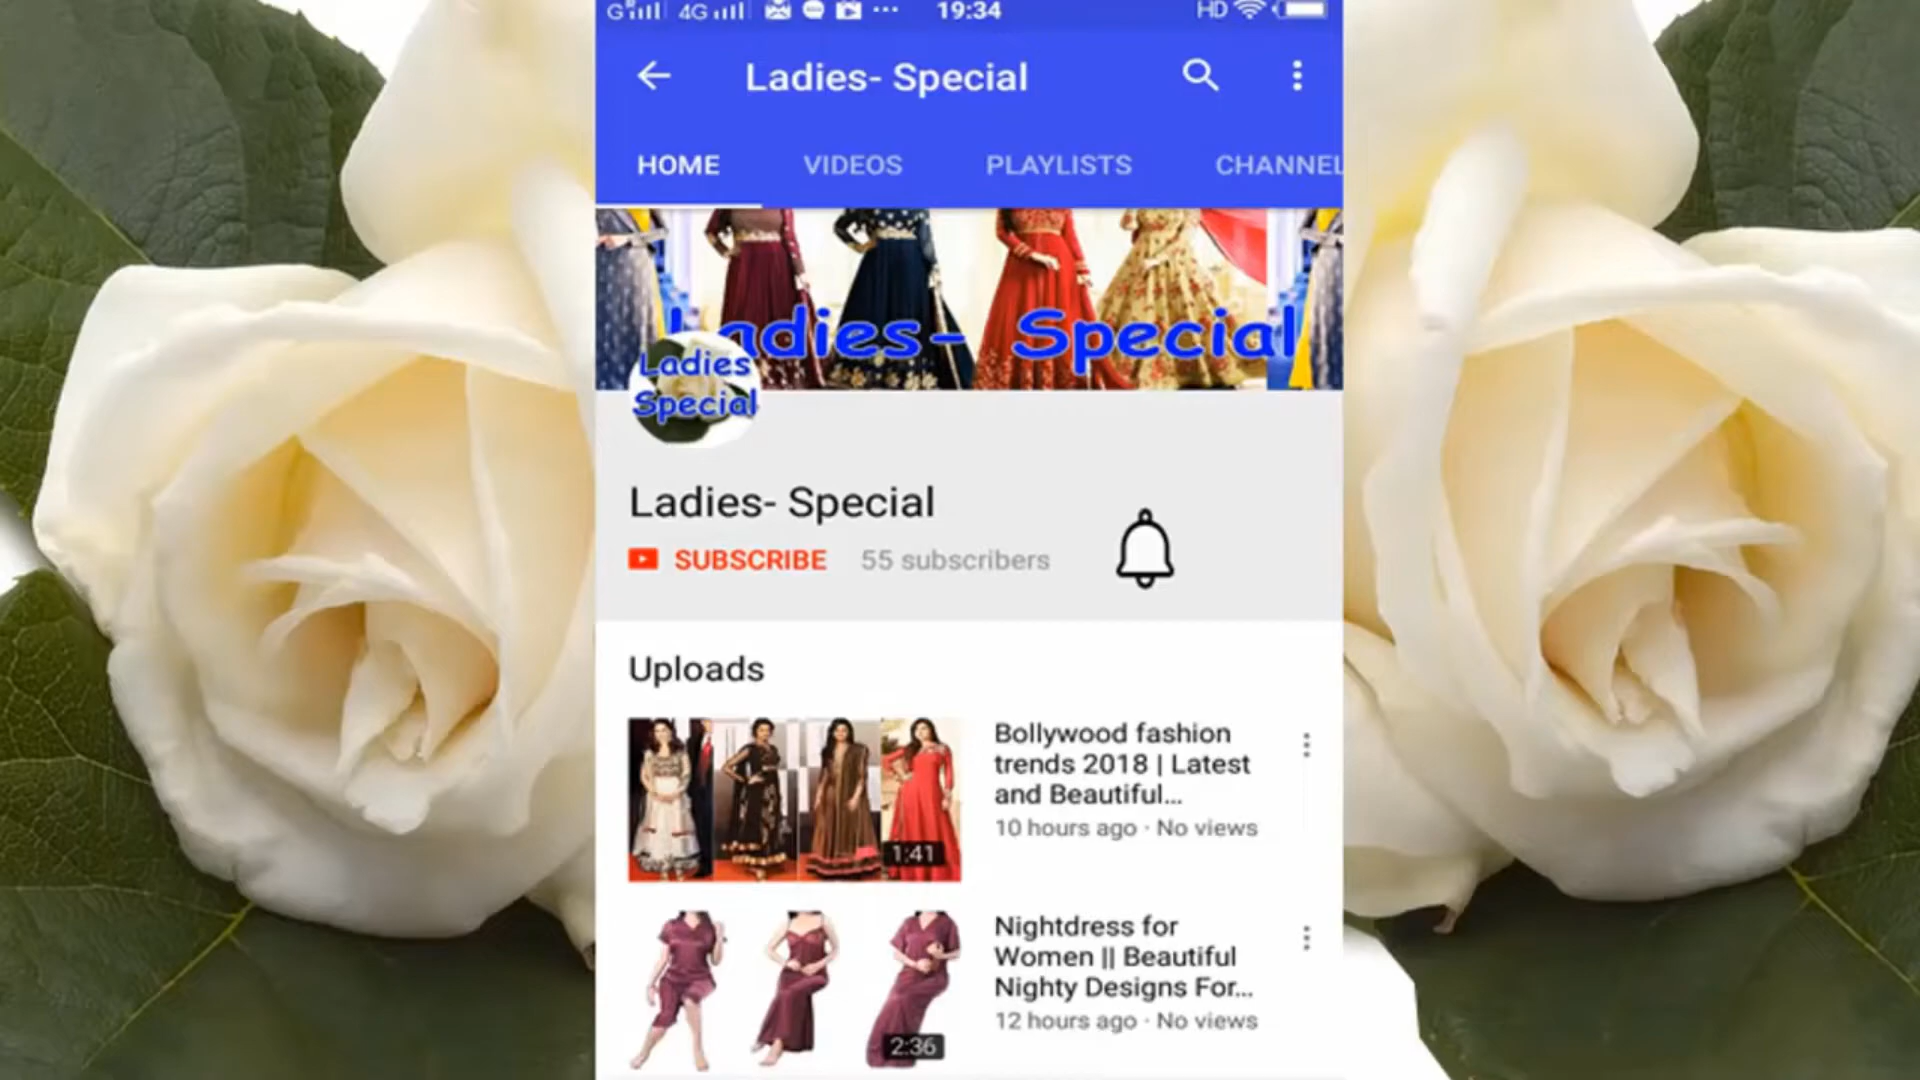 4G 19:34 HD
Ladies- Special
HOME VIDEOS PLAYLISTS CHANNEL
Ladies- Special
Ladies
Special
Ladies- Special
SUBSCRIBE 55 subscribers
Uploads
Bollywood fashion
trends 2018 | Latest
and Beautiful...
10 hours ago · No views
1:41
Nightdress for
Women || Beautiful
Nighty Designs For...
12 hours ago · No views
2:36